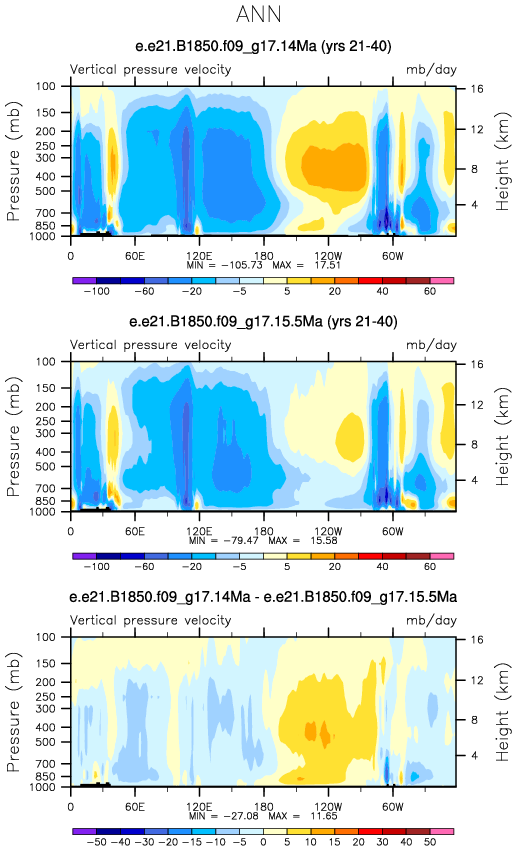 ANN
e.e21.B1850.f09_g17.14Ma (yrs 21-40)
Vertical pressure velocity mb/day
Pressure (mb)
100
150
200
250
300
400
500
700
850
1000
16
12
8
4
Height (km)
0 60E 120E 180 120W 60W
MIN = -105.73 MAX = 17.51
-100 -60 -20 -5 5 20 40 60
e.e21.B1850.f09_g17.15.5Ma (yrs 21-40)
Vertical pressure velocity mb/day
Pressure (mb)
100
150
200
250
300
400
500
700
850
1000
16
12
8
4
Height (km)
0 60E 120E 180 120W 60W
MIN = -79.47 MAX = 15.58
-100 -60 -20 -5 5 20 40 60
e.e21.B1850.f09_g17.14Ma - e.e21.B1850.f09_g17.15.5Ma
Vertical pressure velocity mb/day
Pressure (mb)
100
150
200
250
300
400
500
700
850
1000
16
12
8
4
Height (km)
0 60E 120E 180 120W 60W
MIN = -27.08 MAX = 11.65
-50 -40 -30 -20 -15 -10 -5 0 5 10 15 20 30 40 50